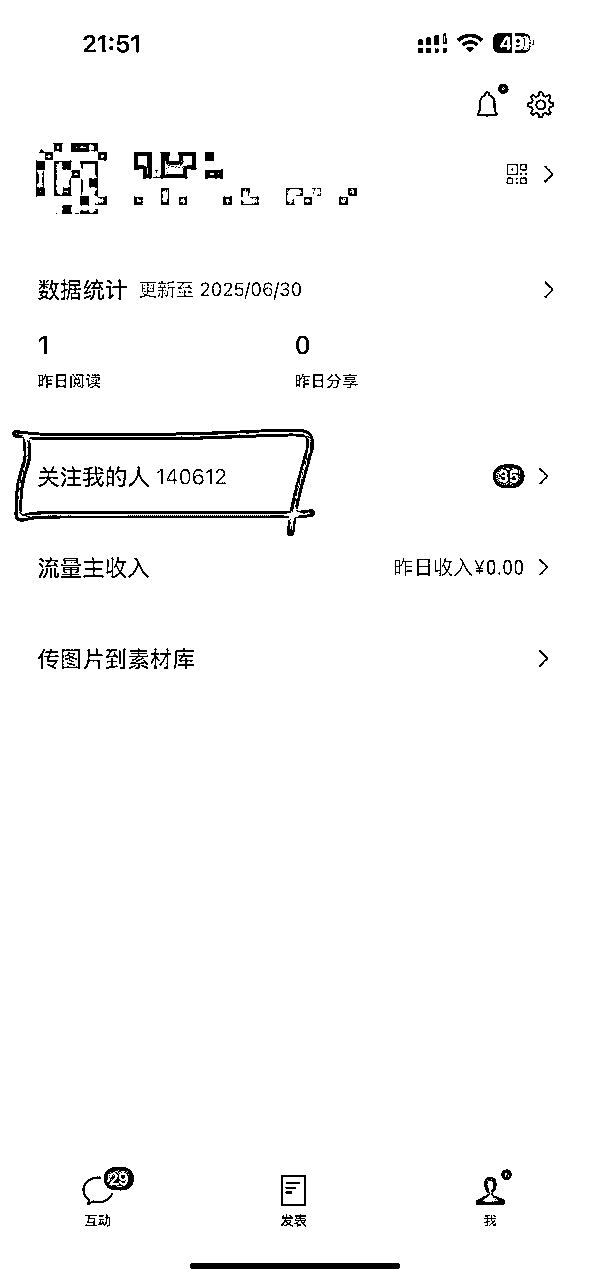 21:51
数据统计 更新至 2025/06/30
1 0
昨日阅读 昨日分享
关注我的人 140612 35
流量主收入 昨日收入¥0.00
传图片到素材库
29
互动 发表 我